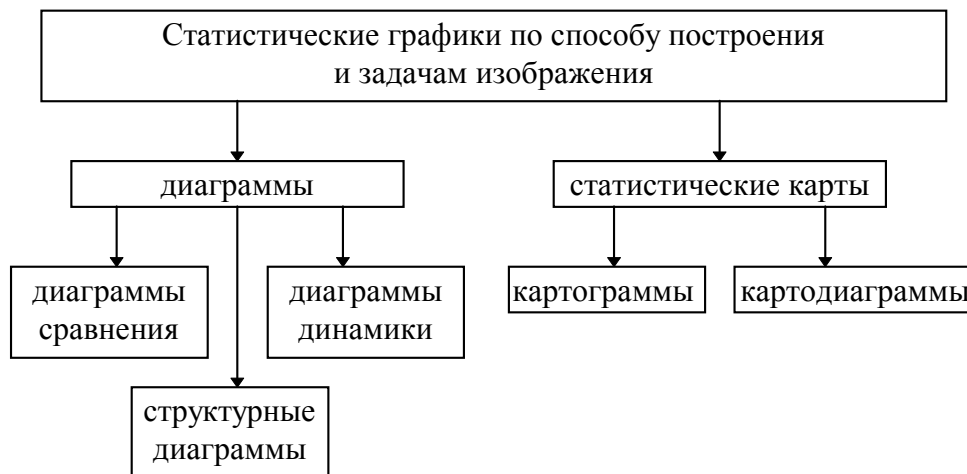 Статистические графики по способу построения
и задачам изображения
диаграммы
статистические карты
диаграммы
сравнения
диаграммы
динамики
картограммы
картодиаграммы
структурные
диаграммы